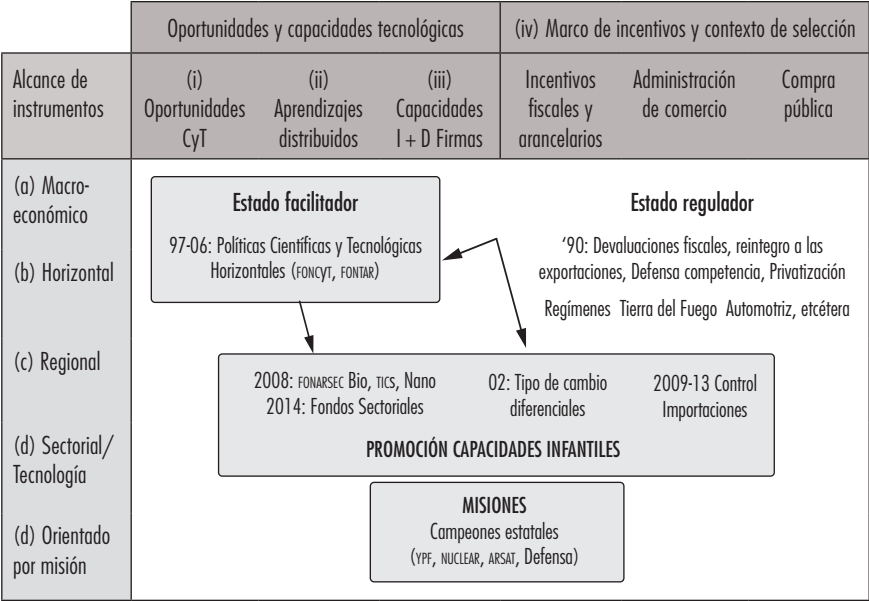 Oportunidades y capacidades tecnológicas
(iv) Marco de incentivos y contexto de selección
Alcance de
instrumentos
(i)
Oportunidades
CyT
(ii)
Aprendizajes
distribuidos
(iii)
Capacidades
I + D Firmas
Incentivos
fiscales y
arancelarios
Administración
de comercio
Compra
pública
(a) Macro-
económico
(b) Horizontal
(c) Regional
(d) Sectorial/
Tecnología
(d) Orientado
por misión
Estado facilitador
97-06: Políticas Científicas y Tecnológicas
Horizontales (FONCyT, FONTAR)
Estado regulador
‘90: Devaluaciones fiscales, reintegro a las
exportaciones, Defensa competencia, Privatización
Regímenes Tierra del Fuego Automotriz, etcétera
2008: FONARSEC Bio, TICs, Nano
2014: Fondos Sectoriales
02: Tipo de cambio
diferenciales
2009-13 Control
Importaciones
PROMOCIÓN CAPACIDADES INFANTILES
MISIONES
Campeones estatales
(YPF, NUCLEAR, ARSAT, Defensa)